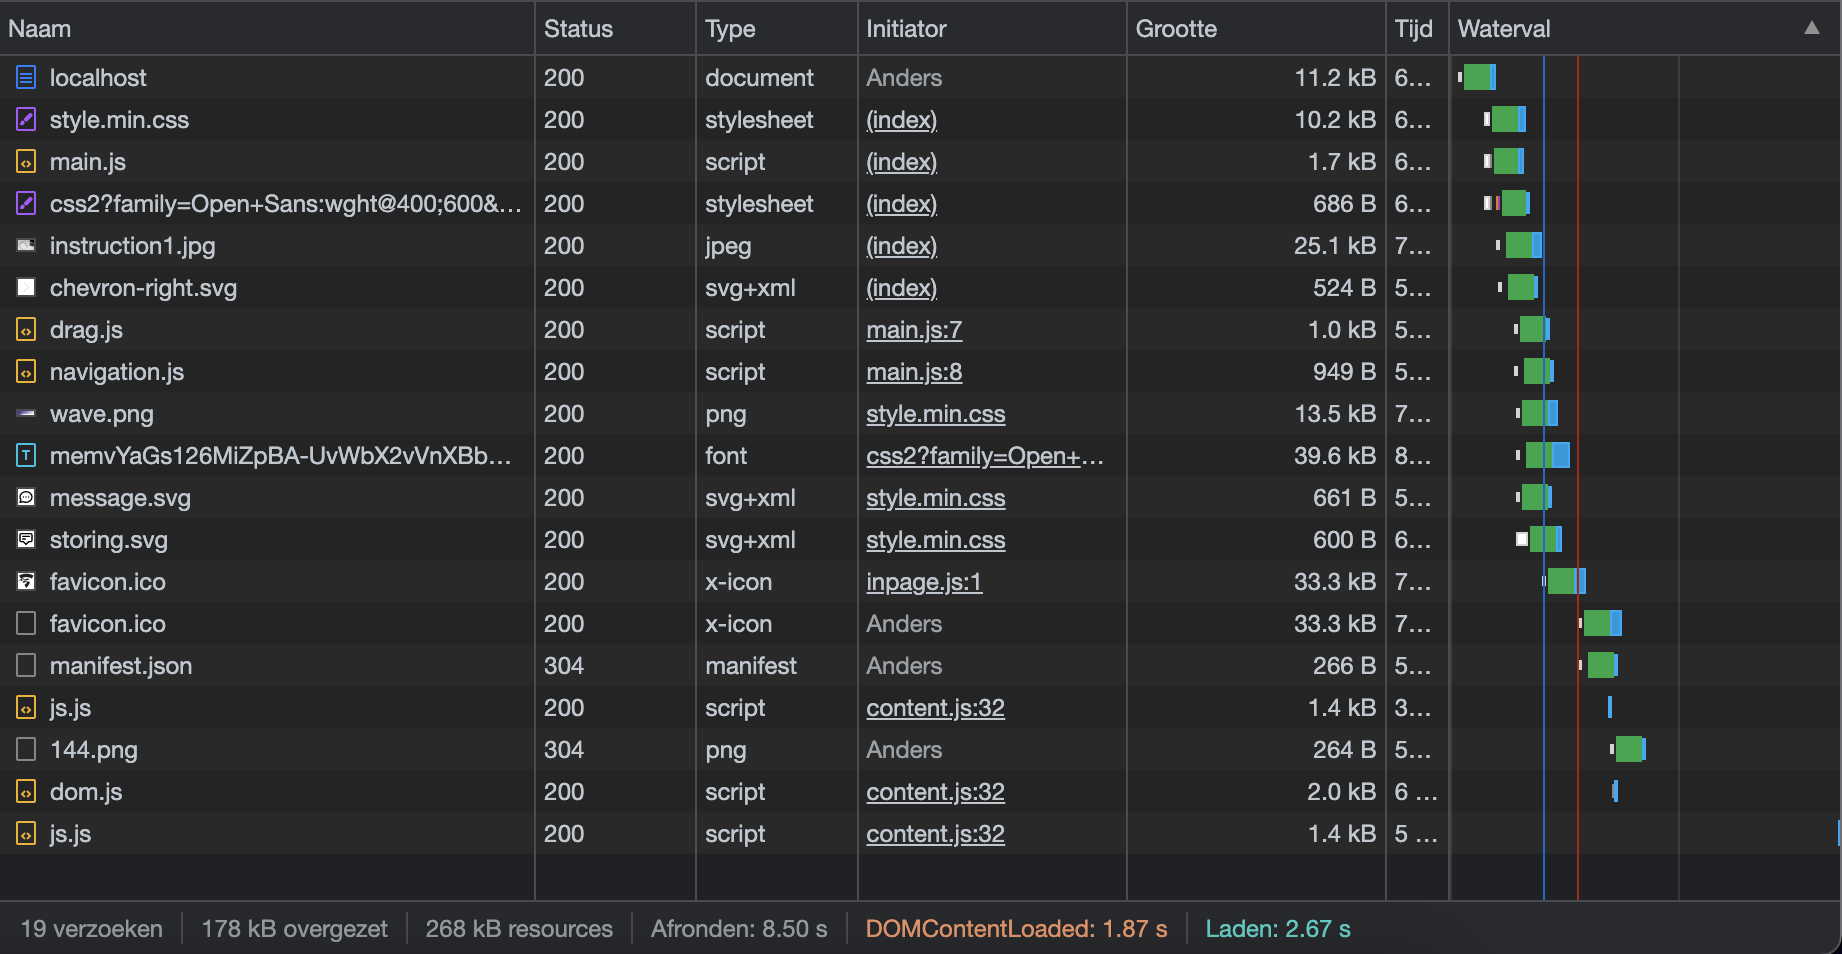 Naam Status Type Initiator Grootte Tijd Waterval
localhost 200 document Anders 11.2 kB 6...
style.min.css 200 stylesheet (index) 10.2 kB 6...
main.js 200 script (index) 1.7 kB 6...
css2?family=Open+Sans:wght@400;600&... 200 stylesheet (index) 686 B 6...
instruction1.jpg 200 jpeg (index) 25.1 kB 7...
chevron-right.svg 200 svg+xml (index) 524 B 5...
drag.js 200 script main.js:7 1.0 kB 5...
navigation.js 200 script main.js:8 949 B 5...
wave.png 200 png style.min.css 13.5 kB 7...
memvYaGs126MiZpBA-UvWbX2vVnXBb... 200 font css2?family=Open+... 39.6 kB 8...
message.svg 200 svg+xml style.min.css 661 B 5...
storing.svg 200 svg+xml style.min.css 600 B 6...
favicon.ico 200 x-icon inpage.js:1 33.3 kB 7...
favicon.ico 200 x-icon Anders 33.3 kB 7...
manifest.json 304 manifest Anders 266 B 5...
js.js 200 script content.js:32 1.4 kB 3...
144.png 304 png Anders 264 B 5...
dom.js 200 script content.js:32 2.0 kB 6 ...
js.js 200 script content.js:32 1.4 kB 5 ...
19 verzoeken 178 kB overgezet 268 kB resources Afronden: 8.50 s DOMContentLoaded: 1.87 s Laden: 2.67 s